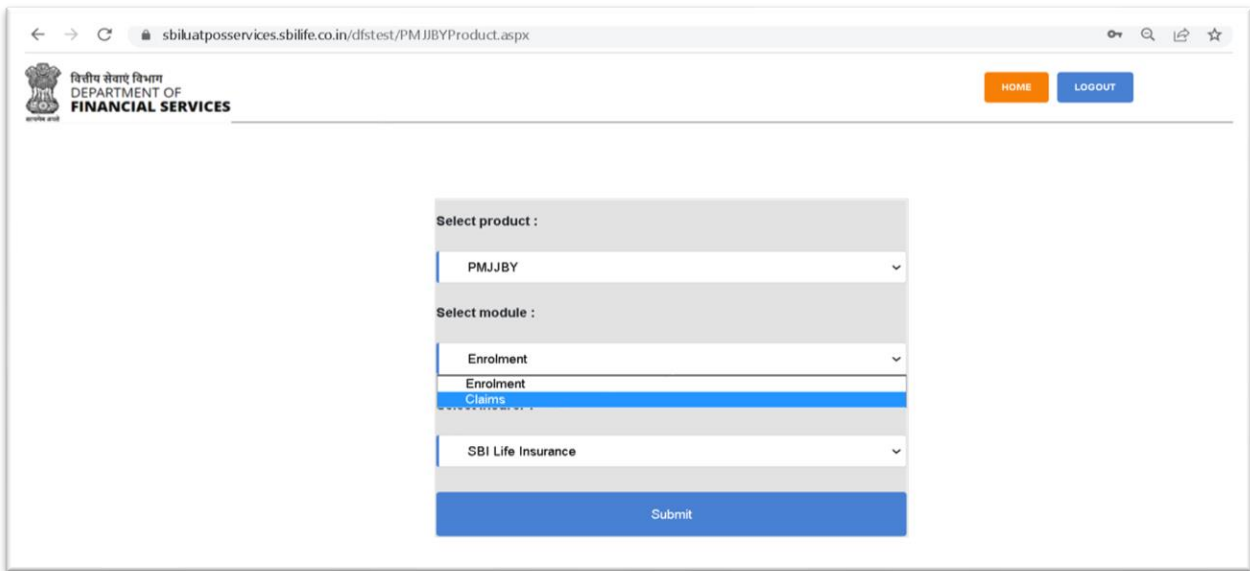 sbiluatposservices.sbilife.co.in/dfstest/PMJJBYProduct.aspx
वित्तीय सेवाएं विभाग
DEPARTMENT OF
FINANCIAL SERVICES
HOME
LOGOUT
Select product :
PMJJBY
Select module :
Enrolment
Enrolment
Claims
SBI Life Insurance
Submit